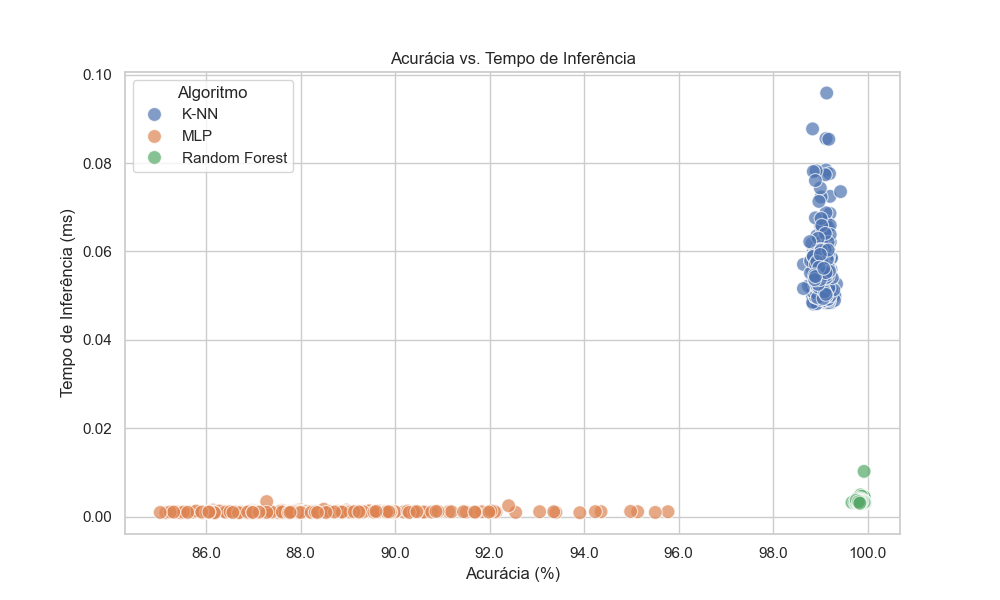 Acurácia vs. Tempo de Inferência
Algoritmo
K-NN
MLP
Random Forest
Tempo de Inferência (ms)
0.10
0.08
0.06
0.04
0.02
0.00
86.0 88.0 90.0 92.0 94.0 96.0 98.0 100.0
Acurácia (%)